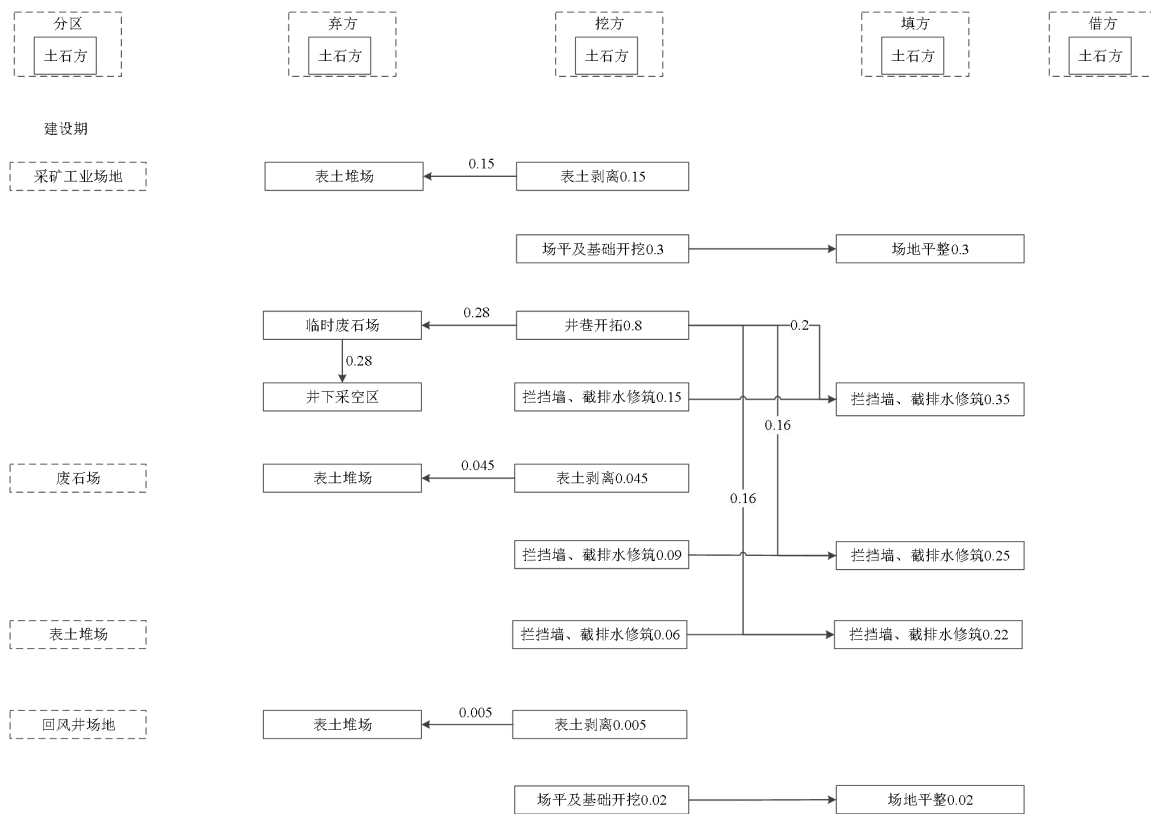 分区
弃方
挖方
填方
借方
土石方
土石方
土石方
土石方
土石方
建设期
采矿工业场地
表土堆场
0.15
表土剥离0.15
场平及基础开挖0.3
场地平整0.3
临时废石场
0.28
井巷开拓0.8
0.2
0.28
井下采空区
拦挡墙、截排水修筑0.15
拦挡墙、截排水修筑0.35
0.16
废石场
表土堆场
0.045
表土剥离0.045
0.16
拦挡墙、截排水修筑0.09
拦挡墙、截排水修筑0.25
表土堆场
拦挡墙、截排水修筑0.06
拦挡墙、截排水修筑0.22
回风井场地
表土堆场
0.005
表土剥离0.005
场平及基础开挖0.02
场地平整0.02